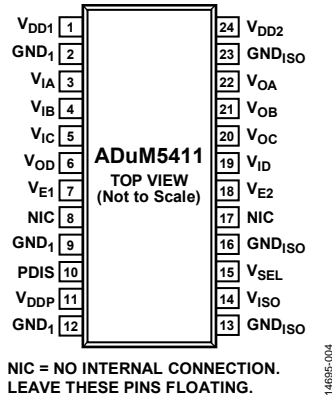 VDD1 1
GND1 2
VIA 3
VIB 4
VIC 5
VOD 6
VE1 7
NIC 8
GND1 9
PDIS 10
VDDP 11
GND1 12
ADuM5411
TOP VIEW
(Not to Scale)
24 VDD2
23 GNDISO
22 VOA
21 VOB
20 VOC
19 VID
18 VE2
17 NIC
16 GNDISO
15 VSEL
14 VISO
13 GNDISO
NIC = NO INTERNAL CONNECTION.
LEAVE THESE PINS FLOATING.
14695-004